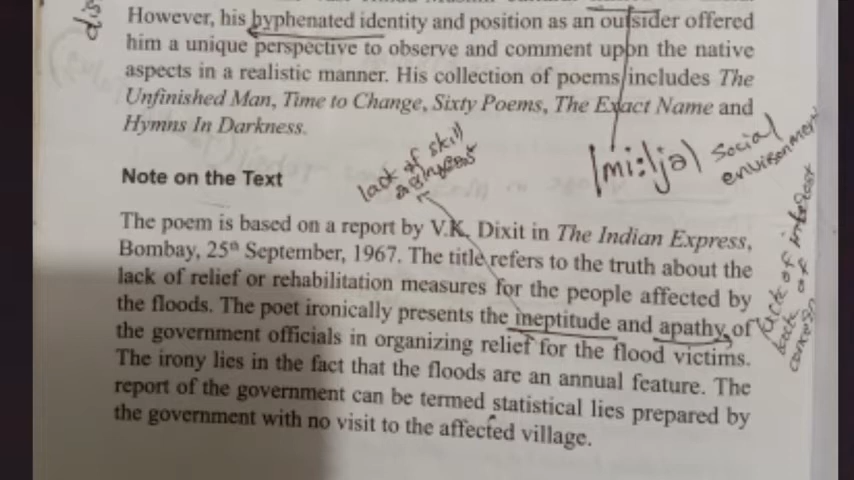 However, his hyphenated identity and position as an outsider offered
him a unique perspective to observe and comment upon the native
aspects in a realistic manner. His collection of poems includes The
Unfinished Man, Time to Change, Sixty Poems, The Exact Name and
Hymns In Darkness.
lack of skill
|mi:ljə| social
environment
Note on the Text
The poem is based on a report by V.K. Dixit in The Indian Express,
Bombay, 25th September, 1967. The title refers to the truth about the
lack of relief or rehabilitation measures for the people affected by
the floods. The poet ironically presents the ineptitude and apathy of
the government officials in organizing relief for the flood victims.
The irony lies in the fact that the floods are an annual feature. The
report of the government can be termed statistical lies prepared by
the government with no visit to the affected village.
lack of interest
lack of
concern